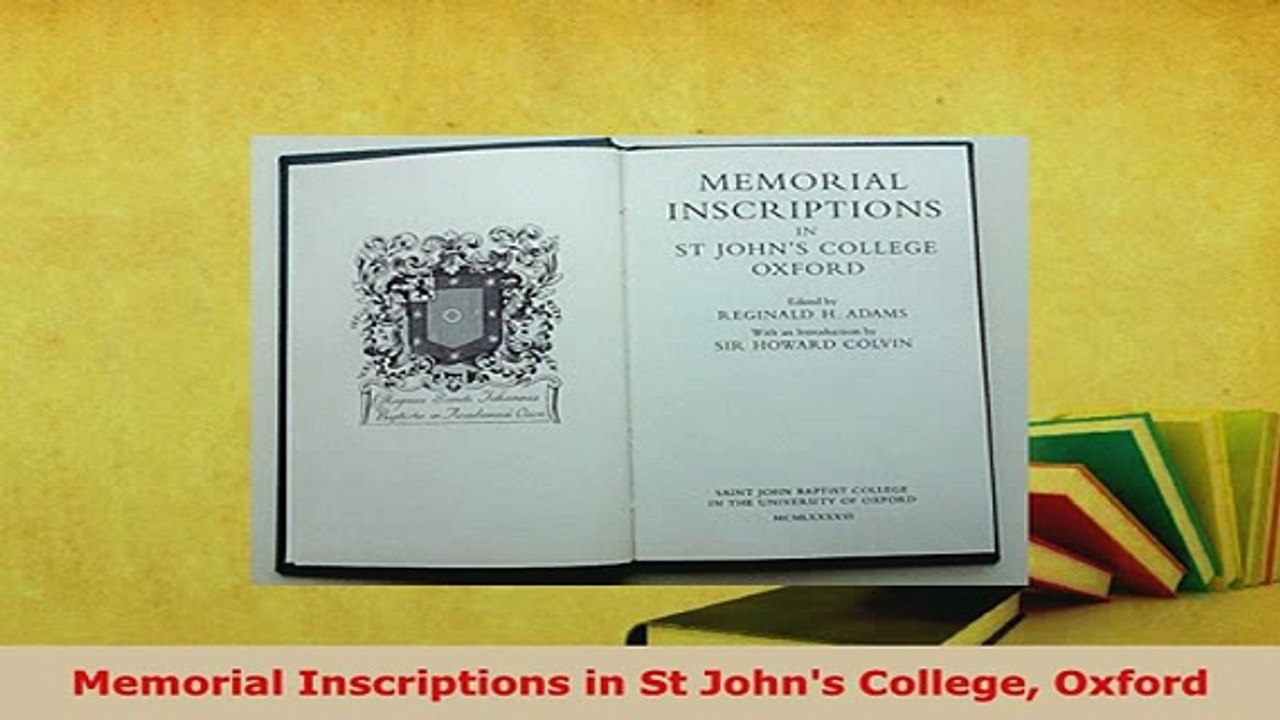 MEMORIAL
INSCRIPTIONS
IN
ST JOHN'S COLLEGE
OXFORD
Edited by
REGINALD H. ADAMS
With an Introduction by
SIR HOWARD COLVIN
SAINT JOHN BAPTIST COLLEGE
IN THE UNIVERSITY OF OXFORD
Memorial Inscriptions in St John's College, Oxford